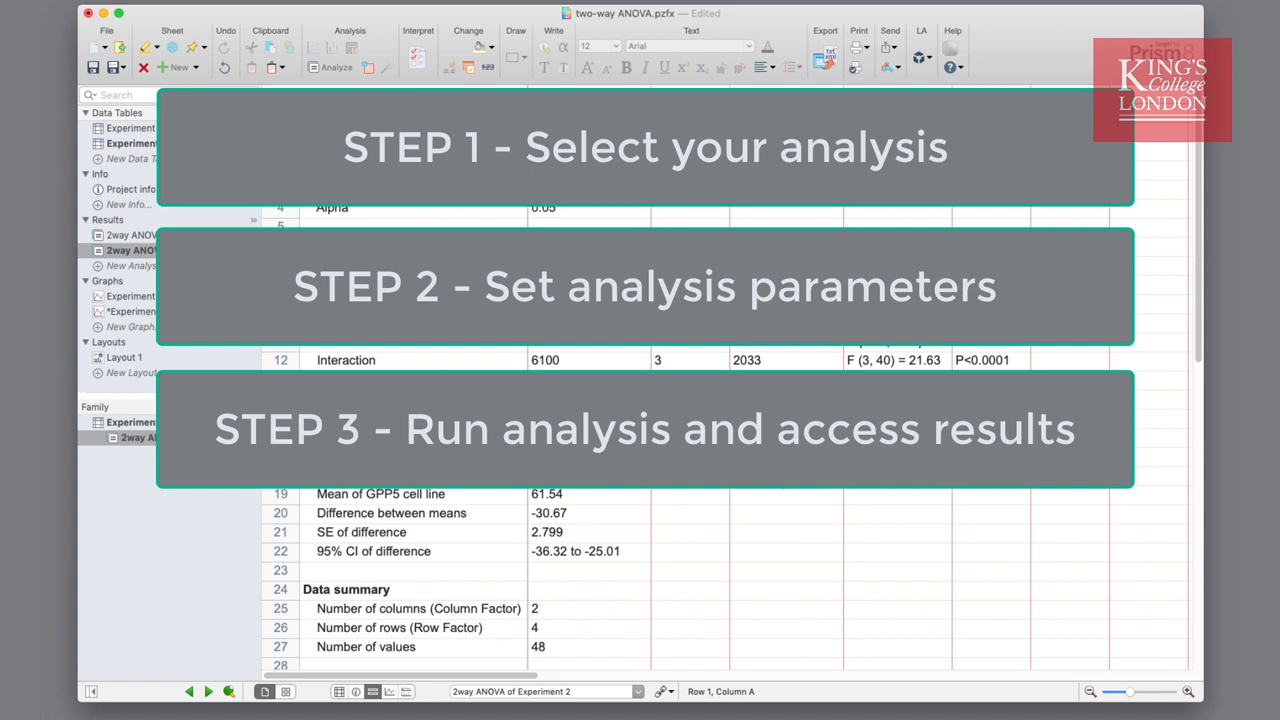 two-way ANOVA.pzfx — Edited
File
Undo
Clipboard
Analysis
Interpret
Change
Draw
Write
Text
Export
Print
Send
LA
Help
12
Arial
New
Analyze
Prism 8
KING'S
College
LONDON
Search
Data Tables
Experiment
Experiment
New Data T
Info
Project info
New Info...
Results
2way ANOV
2way ANO
New Analys
Graphs
Experiment
*Experimen
New Graph.
Layouts
Layout 1
New Layout
Family
Experiment
2way A
STEP 1 - Select your analysis
4 Alpha 0.05
5
STEP 2 - Set analysis parameters
12 Interaction 6100 3 2033 F (3, 40) = 21.63 P<0.0001
STEP 3 - Run analysis and access results
19 Mean of GPP5 cell line 61.54
20 Difference between means -30.67
21 SE of difference 2.799
22 95% CI of difference -36.32 to -25.01
23
24 Data summary
25 Number of columns (Column Factor) 2
26 Number of rows (Row Factor) 4
27 Number of values 48
28
2way ANOVA of Experiment 2
Row 1, Column A